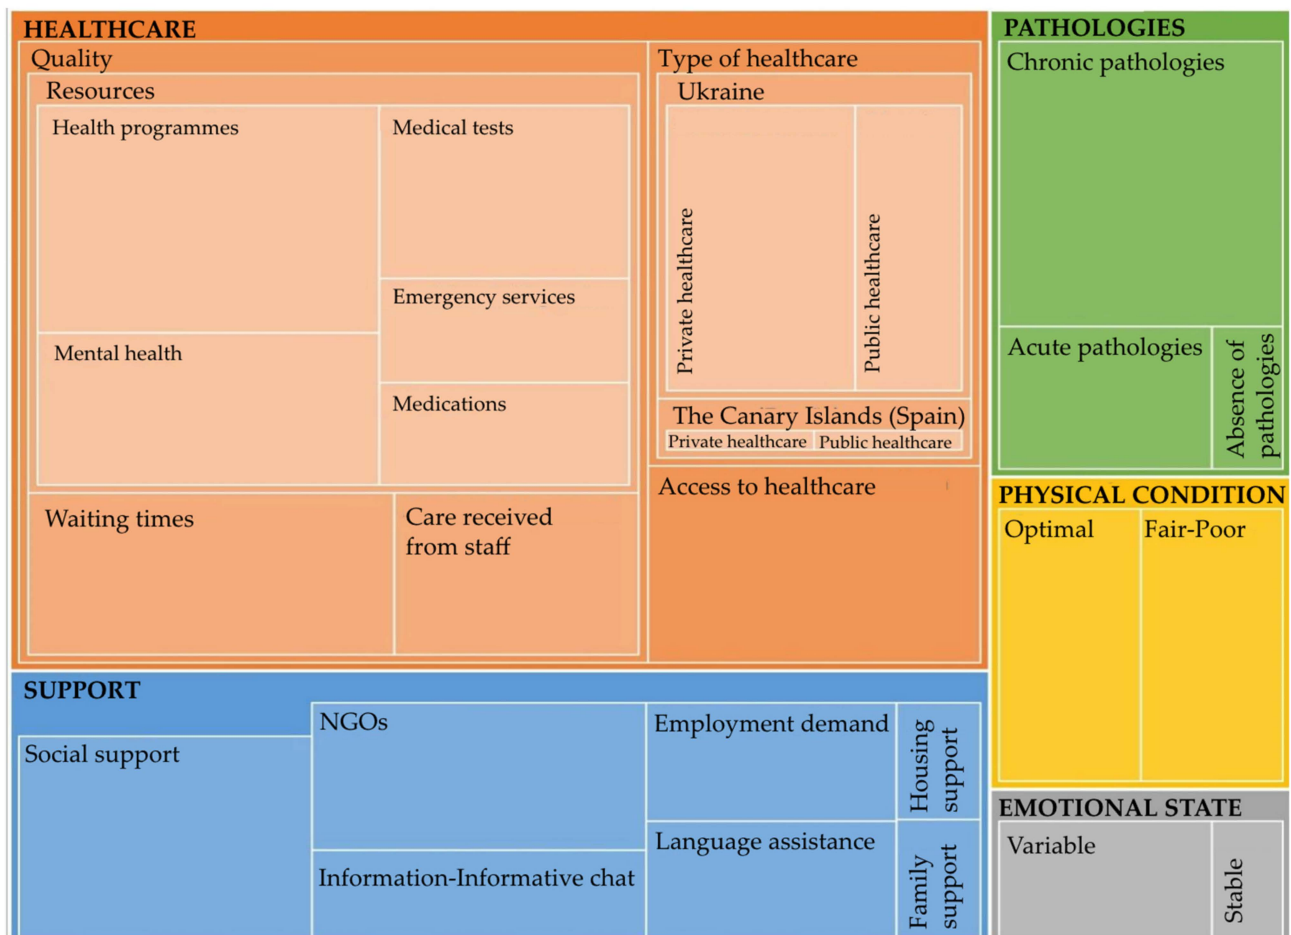 HEALTHCARE
Quality
Resources
Health programmes
Medical tests
Emergency services
Mental health
Medications
Waiting times
Care received
from staff
Type of healthcare
Ukraine
Private healthcare
Public healthcare
The Canary Islands (Spain)
Private healthcare
Public healthcare
Access to healthcare
SUPPORT
Social support
NGOs
Information-Informative chat
Employment demand
Language assistance
Housing
support
Family
support
PATHOLOGIES
Chronic pathologies
Acute pathologies
Absence of
pathologies
PHYSICAL CONDITION
Optimal
Fair-Poor
EMOTIONAL STATE
Variable
Stable